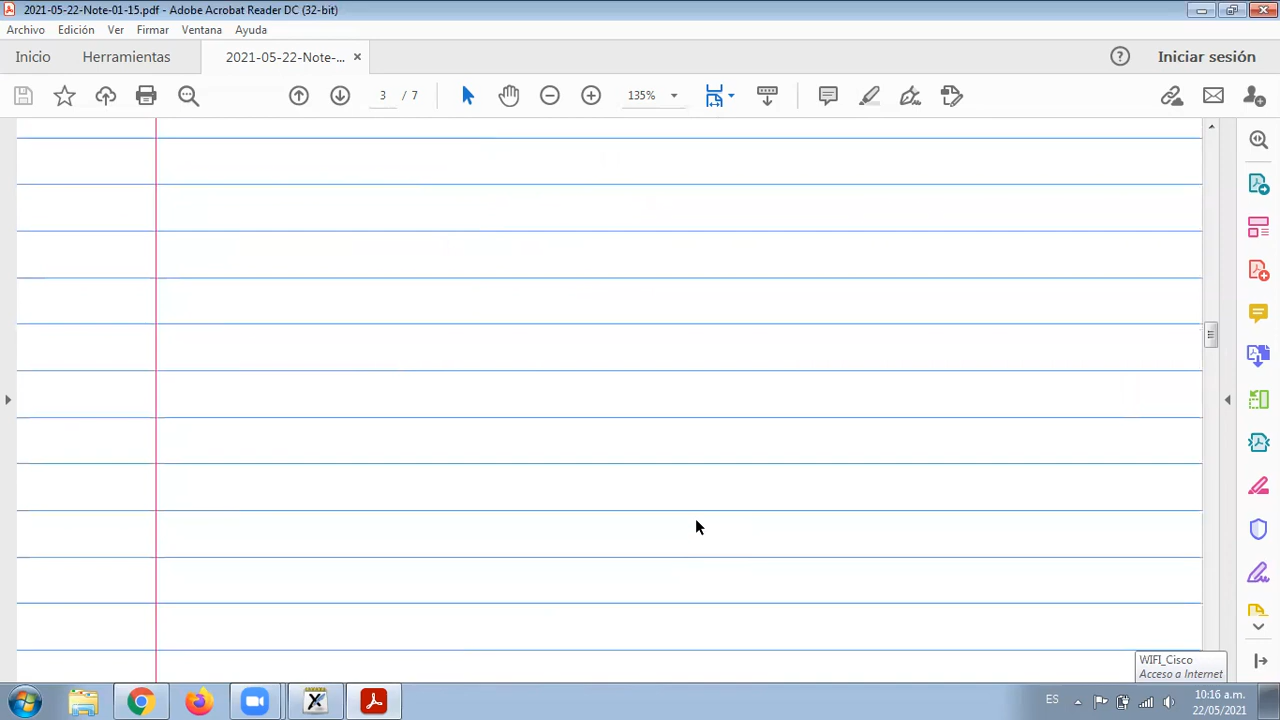 2021-05-22-Note-01-15.pdf - Adobe Acrobat Reader DC (32-bit)
Archivo Edición Ver Firmar Ventana Ayuda
Inicio Herramientas 2021-05-22-Note-... × Iniciar sesión
3 / 7 135%
WIFI_Cisco
Acceso a Internet
ES 10:16 a.m.
22/05/2021